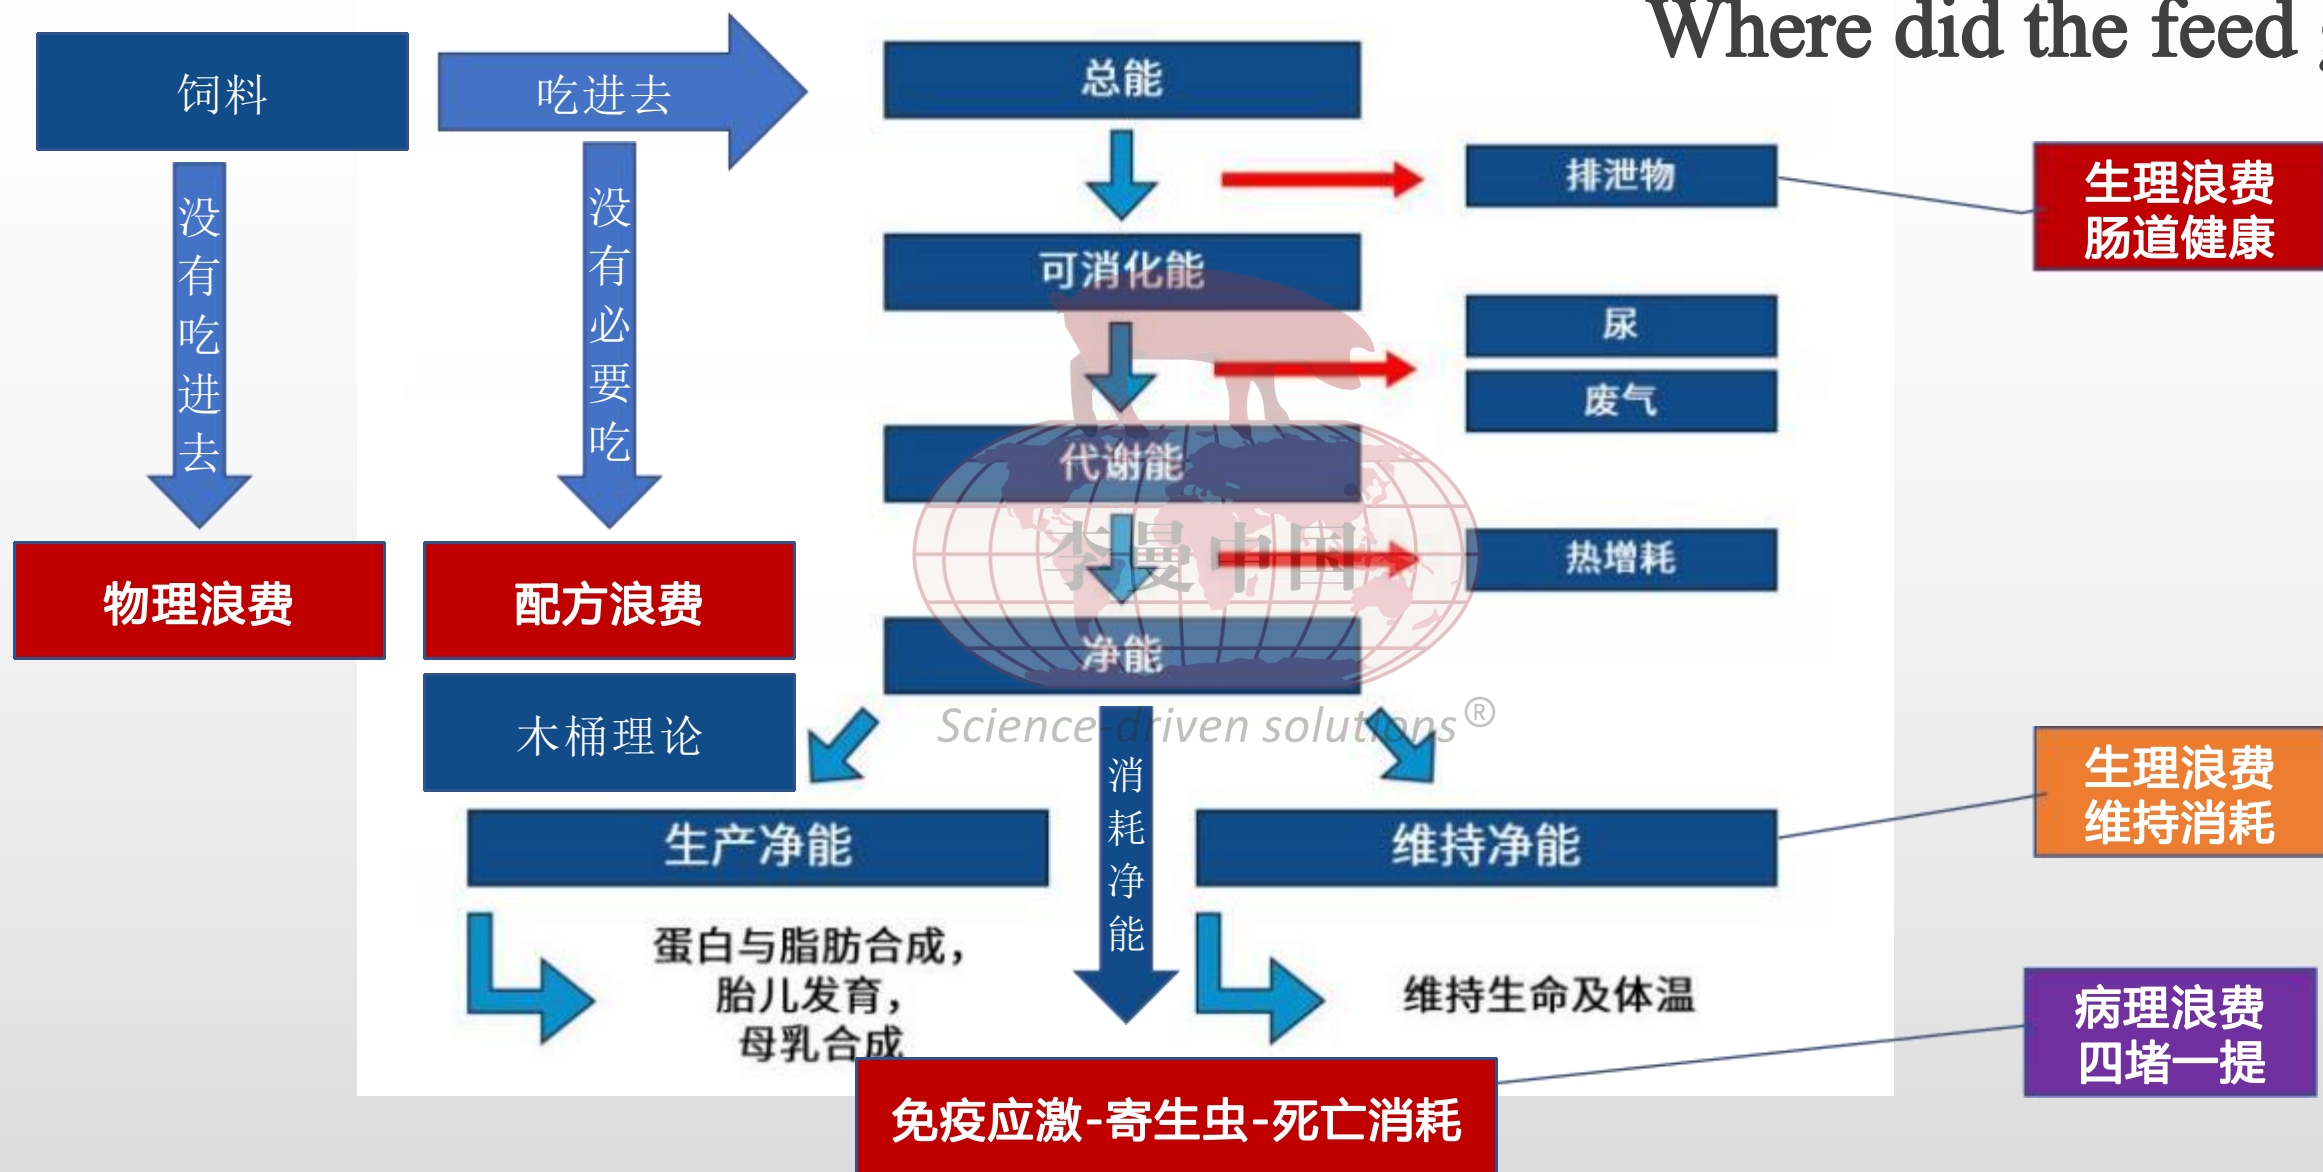 Where did the feed
饲料
吃进去
总能
没有吃进去
没有必要吃
排泄物
生理浪费
肠道健康
可消化能
尿
废气
代谢能
李曼中国
热增耗
物理浪费
配方浪费
净能
Science-driven solutions®
木桶理论
消耗净能
生理浪费
维持消耗
生产净能
维持净能
蛋白与脂肪合成，
胎儿发育，
母乳合成
维持生命及体温
病理浪费
四堵一提
免疫应激-寄生虫-死亡消耗